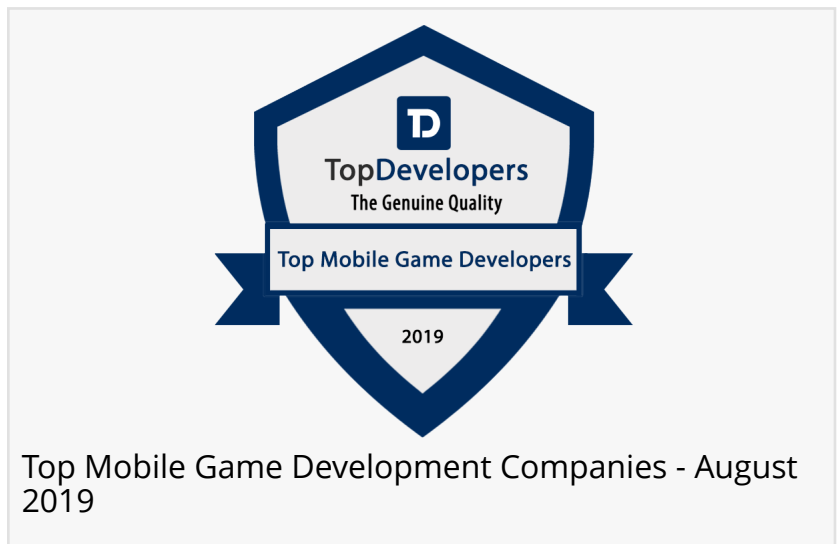 TD
TopDevelopers
The Genuine Quality
Top Mobile Game Developers
2019
Top Mobile Game Development Companies - August
2019